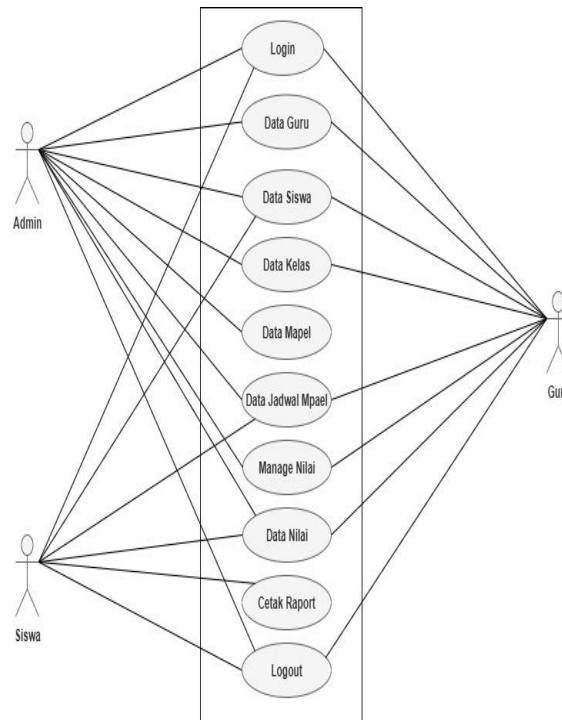 Login
Data Guru
Data Siswa
Admin
Data Kelas
Data Mapel
Data Jadwal Mpael
Gur
Manage Nilai
Data Nilai
Siswa
Cetak Raport
Logout